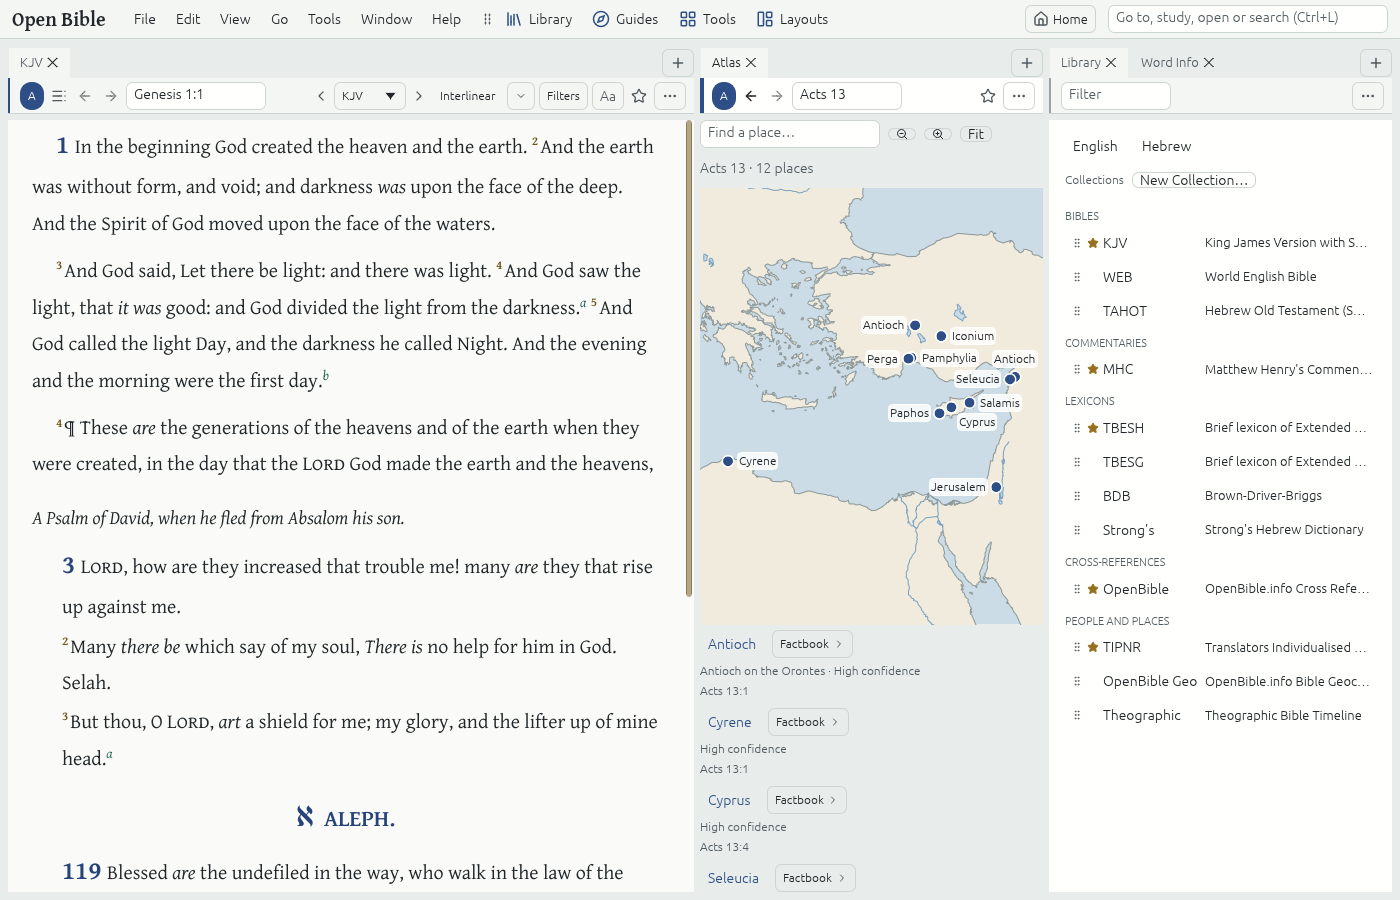 Open Bible File Edit View Go Tools Window Help Library Guides Tools Layouts Home Go to, study, open or search (Ctrl+L)
KJV
A Genesis 1:1 KJV Interlinear Filters Aa
1 In the beginning God created the heaven and the earth. 2 And the earth
was without form, and void; and darkness was upon the face of the deep.
And the Spirit of God moved upon the face of the waters.
3 And God said, Let there be light: and there was light. 4 And God saw the
light, that it was good: and God divided the light from the darkness.a 5 And
God called the light Day, and the darkness he called Night. And the evening
and the morning were the first day.b
4 ¶ These are the generations of the heavens and of the earth when they
were created, in the day that the LORD God made the earth and the heavens,
A Psalm of David, when he fled from Absalom his son.
3 LORD, how are they increased that trouble me! many are they that rise
up against me.
2 Many there be which say of my soul, There is no help for him in God.
Selah.
3 But thou, O LORD, art a shield for me; my glory, and the lifter up of mine
head.a
א ALEPH.
119 Blessed are the undefiled in the way, who walk in the law of the
Atlas
A Acts 13
Find a place… Fit
Acts 13 · 12 places
Antioch
Iconium
Perga
Pamphylia
Antioch
Seleucia
Salamis
Paphos
Cyprus
Cyrene
Jerusalem
Antioch Factbook
Antioch on the Orontes · High confidence
Acts 13:1
Cyrene Factbook
High confidence
Acts 13:1
Cyprus Factbook
High confidence
Acts 13:4
Seleucia Factbook
Library Word Info
Filter
English Hebrew
Collections New Collection…
BIBLES
KJV King James Version with S…
WEB World English Bible
TAHOT Hebrew Old Testament (S…
COMMENTARIES
MHC Matthew Henry's Commen…
LEXICONS
TBESH Brief lexicon of Extended …
TBESG Brief lexicon of Extended …
BDB Brown-Driver-Briggs
Strong's Strong's Hebrew Dictionary
CROSS-REFERENCES
OpenBible OpenBible.info Cross Refe…
PEOPLE AND PLACES
TIPNR Translators Individualised …
OpenBible Geo OpenBible.info Bible Geoc…
Theographic Theographic Bible Timeline